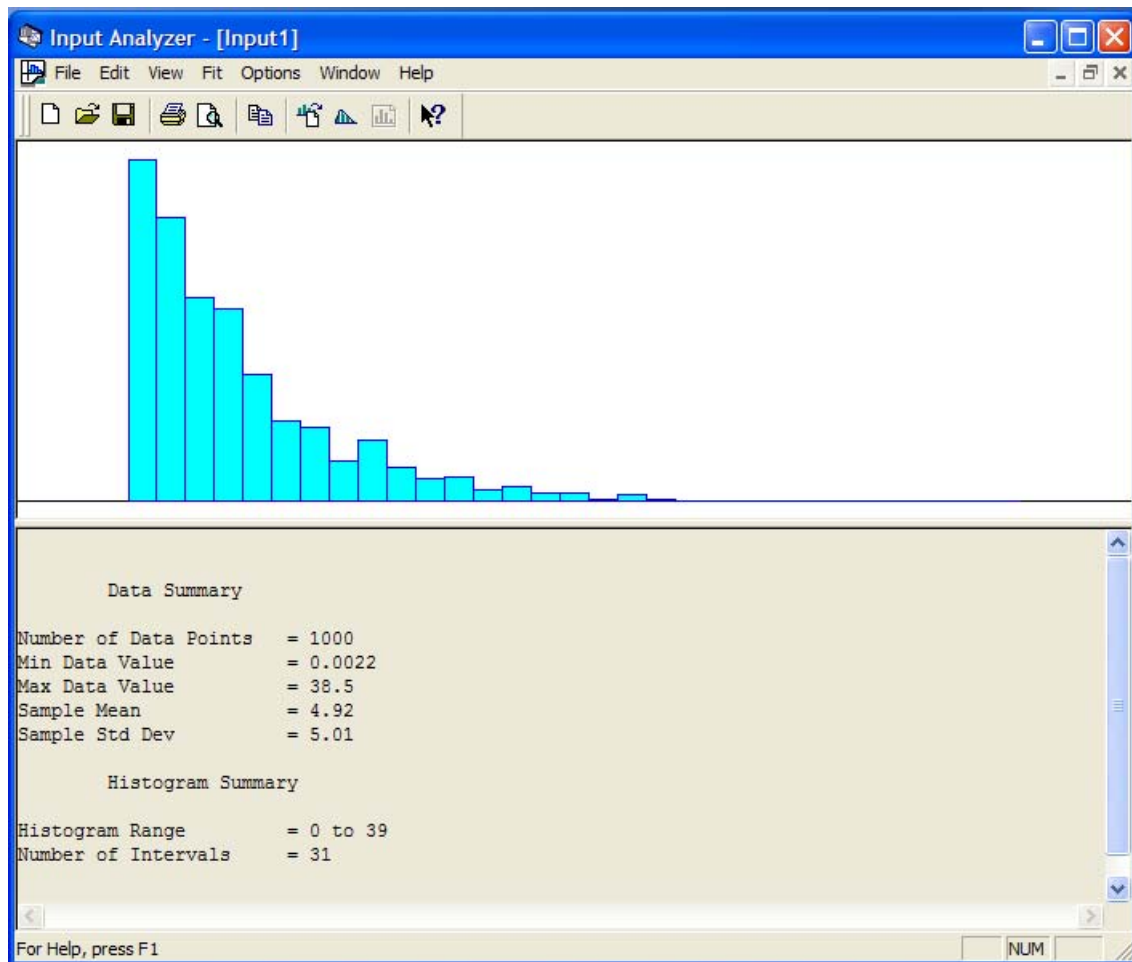 Input Analyzer - [Input1]
File Edit View Fit Options Window Help
Data Summary
Number of Data Points = 1000
Min Data Value = 0.0022
Max Data Value = 38.5
Sample Mean = 4.92
Sample Std Dev = 5.01
Histogram Summary
Histogram Range = 0 to 39
Number of Intervals = 31
For Help, press F1
NUM